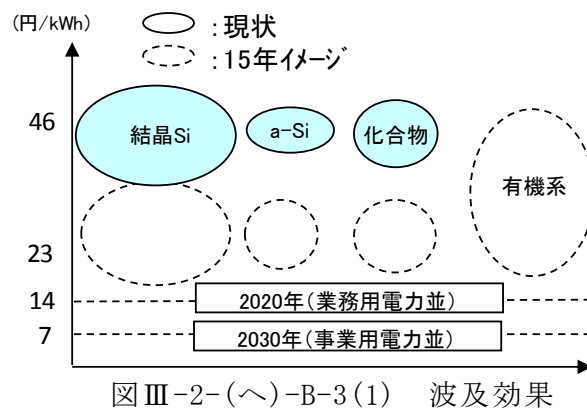 (円/kWh)
:現状
:15年ｲﾒｰｼﾞ
46
結晶Si
a-Si
化合物
有機系
23
14
2020年(業務用電力並)
7
2030年(事業用電力並)
図Ⅲ-2-(ヘ)-B-3(1) 波及効果